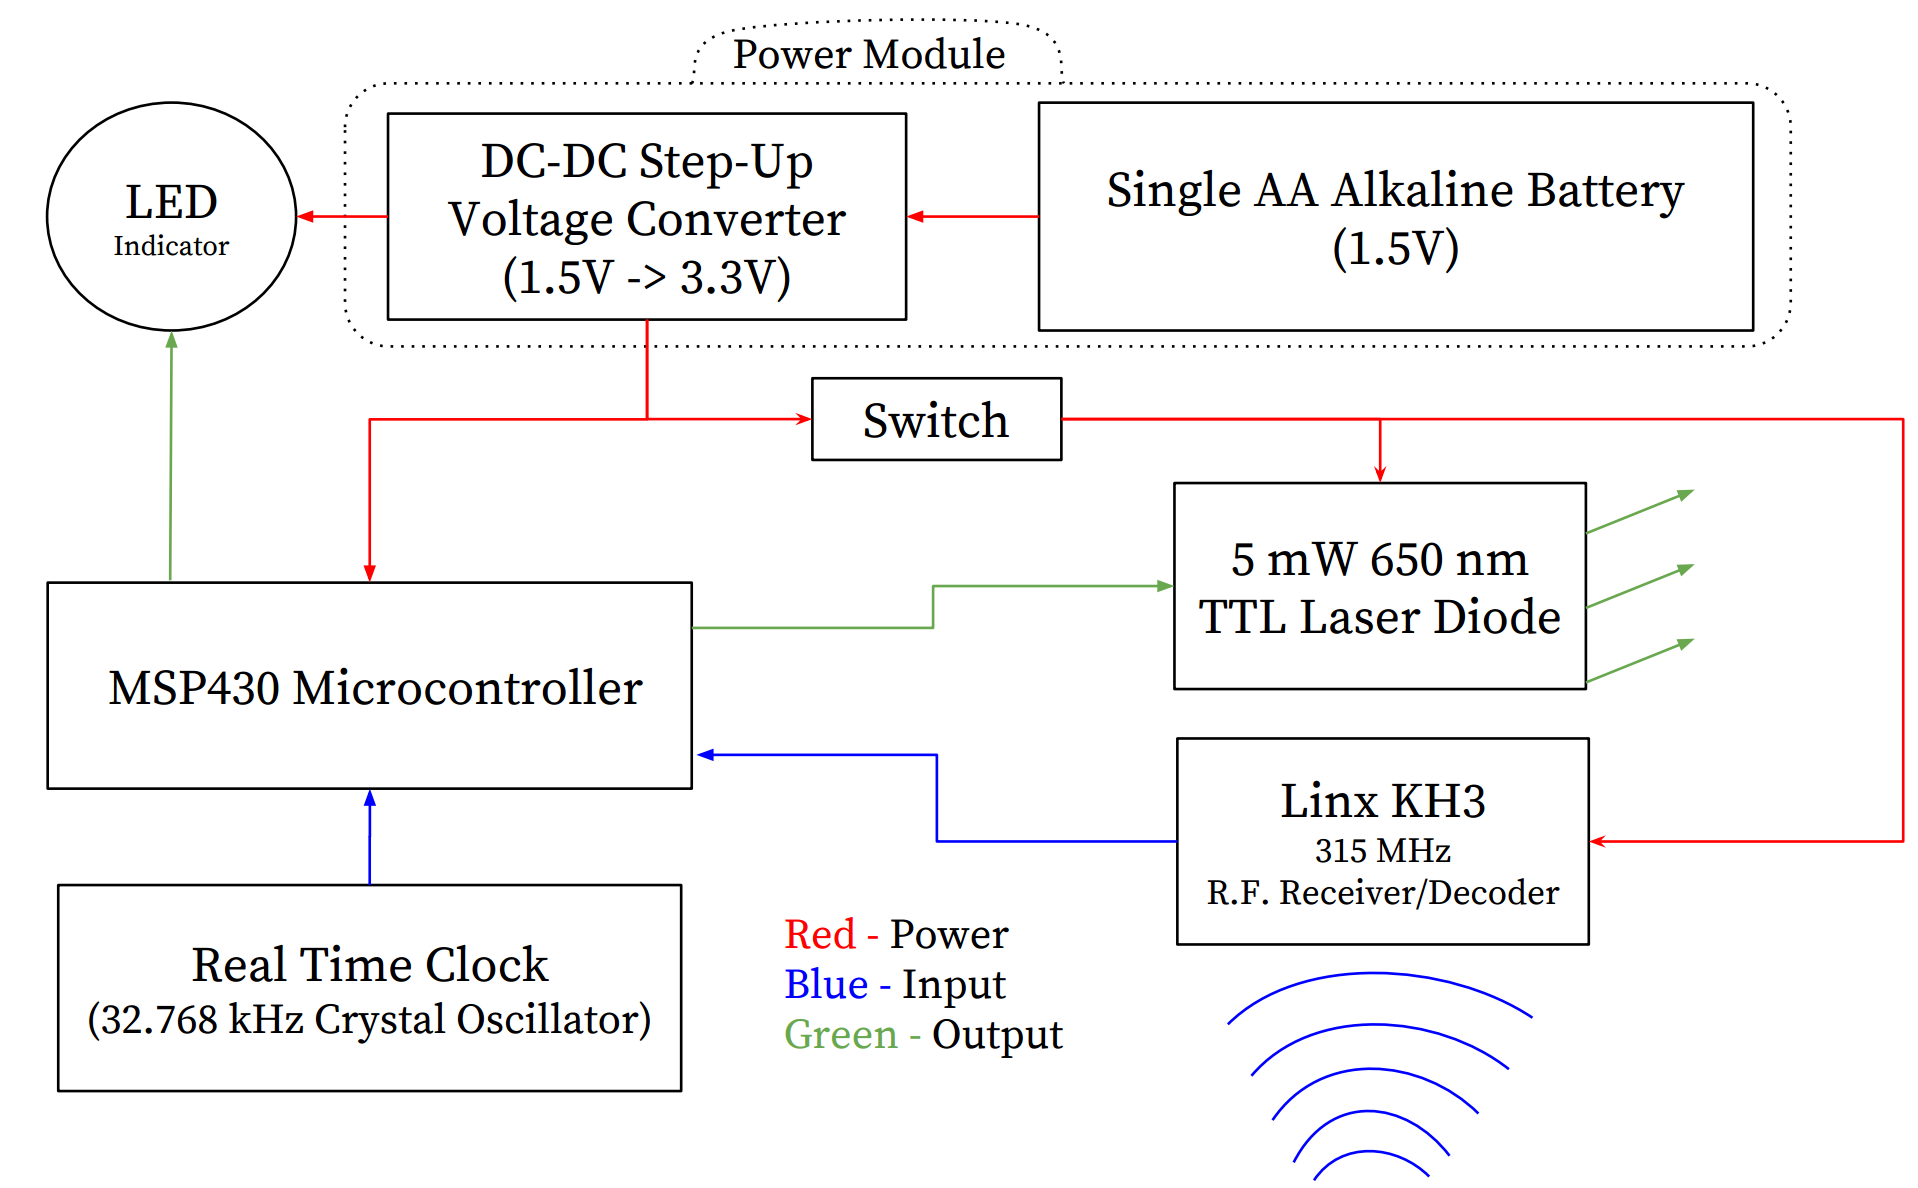 Power Module
LED
Indicator
DC-DC Step-Up
Voltage Converter
(1.5V -> 3.3V)
Single AA Alkaline Battery
(1.5V)
Switch
5 mW 650 nm
TTL Laser Diode
MSP430 Microcontroller
Linx KH3
315 MHz
R.F. Receiver/Decoder
Real Time Clock
(32.768 kHz Crystal Oscillator)
Red - Power
Blue - Input
Green - Output